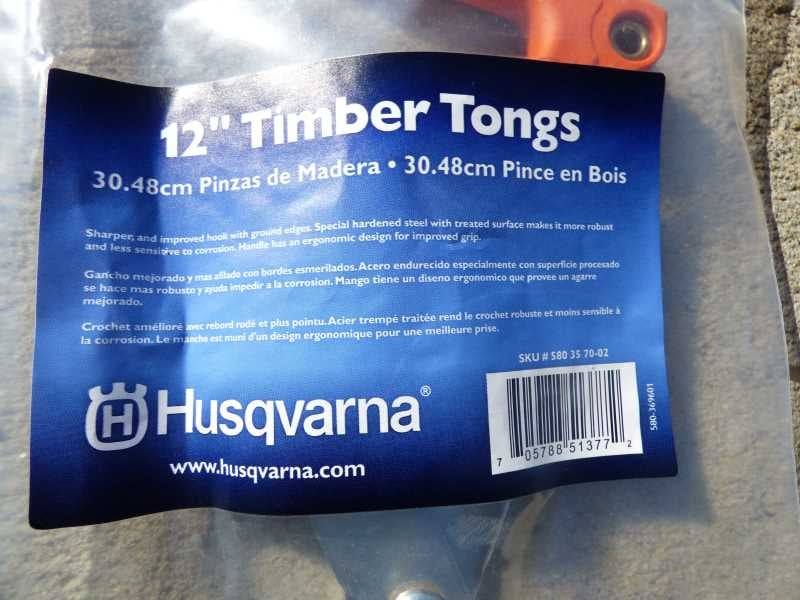 12" Timber Tongs
30.48cm Pinzas de Madera • 30.48cm Pince en Bois
Sharper, and improved hook with ground edges. Special hardened steel with treated surface makes it more robust
and less sensitive to corrosion. Handle has an ergonomic design for improved grip.
Gancho mejorado y mas afilado con bordes esmerilados. Acero endurecido especialmente con superficie procesado
se hace mas robusto y ayuda impedir a la corrosion. Mango tiene un diseno ergonomico que provee un agarre
mejorado.
Crochet amélioré avec rebord rodé et plus pointu. Acier trempé traitée rend le crochet robuste et moins sensible à
la corrosion. Le manche est muni d'un design ergonomique pour une meilleure prise.
SKU # 580 35 70-02
H Husqvarna®
7 05788 51377 2
580-369601
www.husqvarna.com